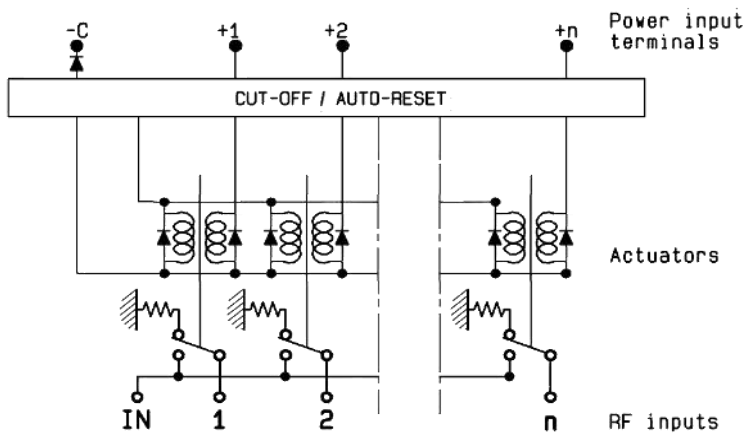 -C
+1
+2
+n
Power input
terminals
CUT-OFF / AUTO-RESET
Actuators
IN
1
2
n
RF inputs